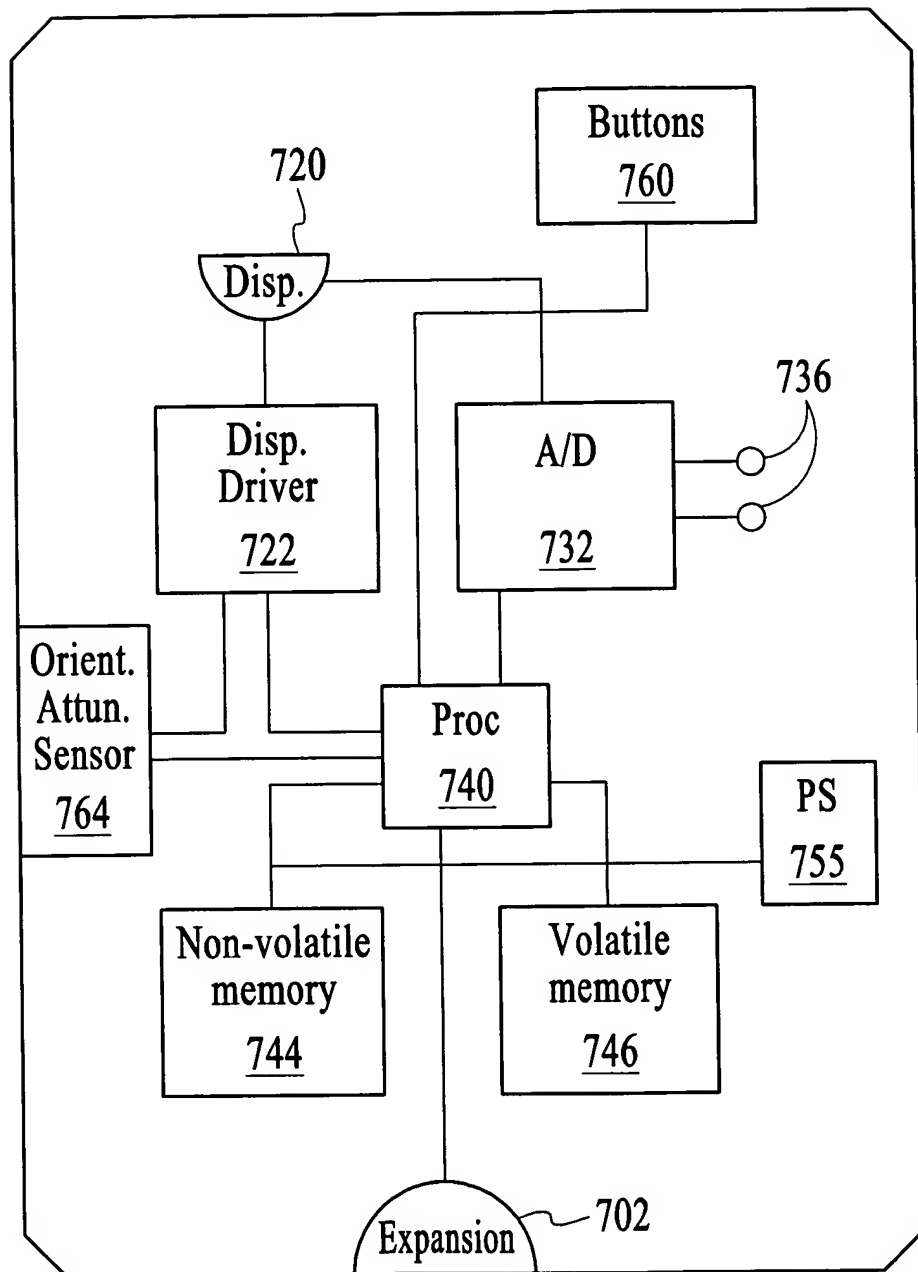 Buttons
760
720
Disp.
736
Disp.
Driver
722
A/D
732
Orient.
Attun.
Sensor
764
Proc
740
PS
755
Non-volatile
memory
744
Volatile
memory
746
702
Expansion